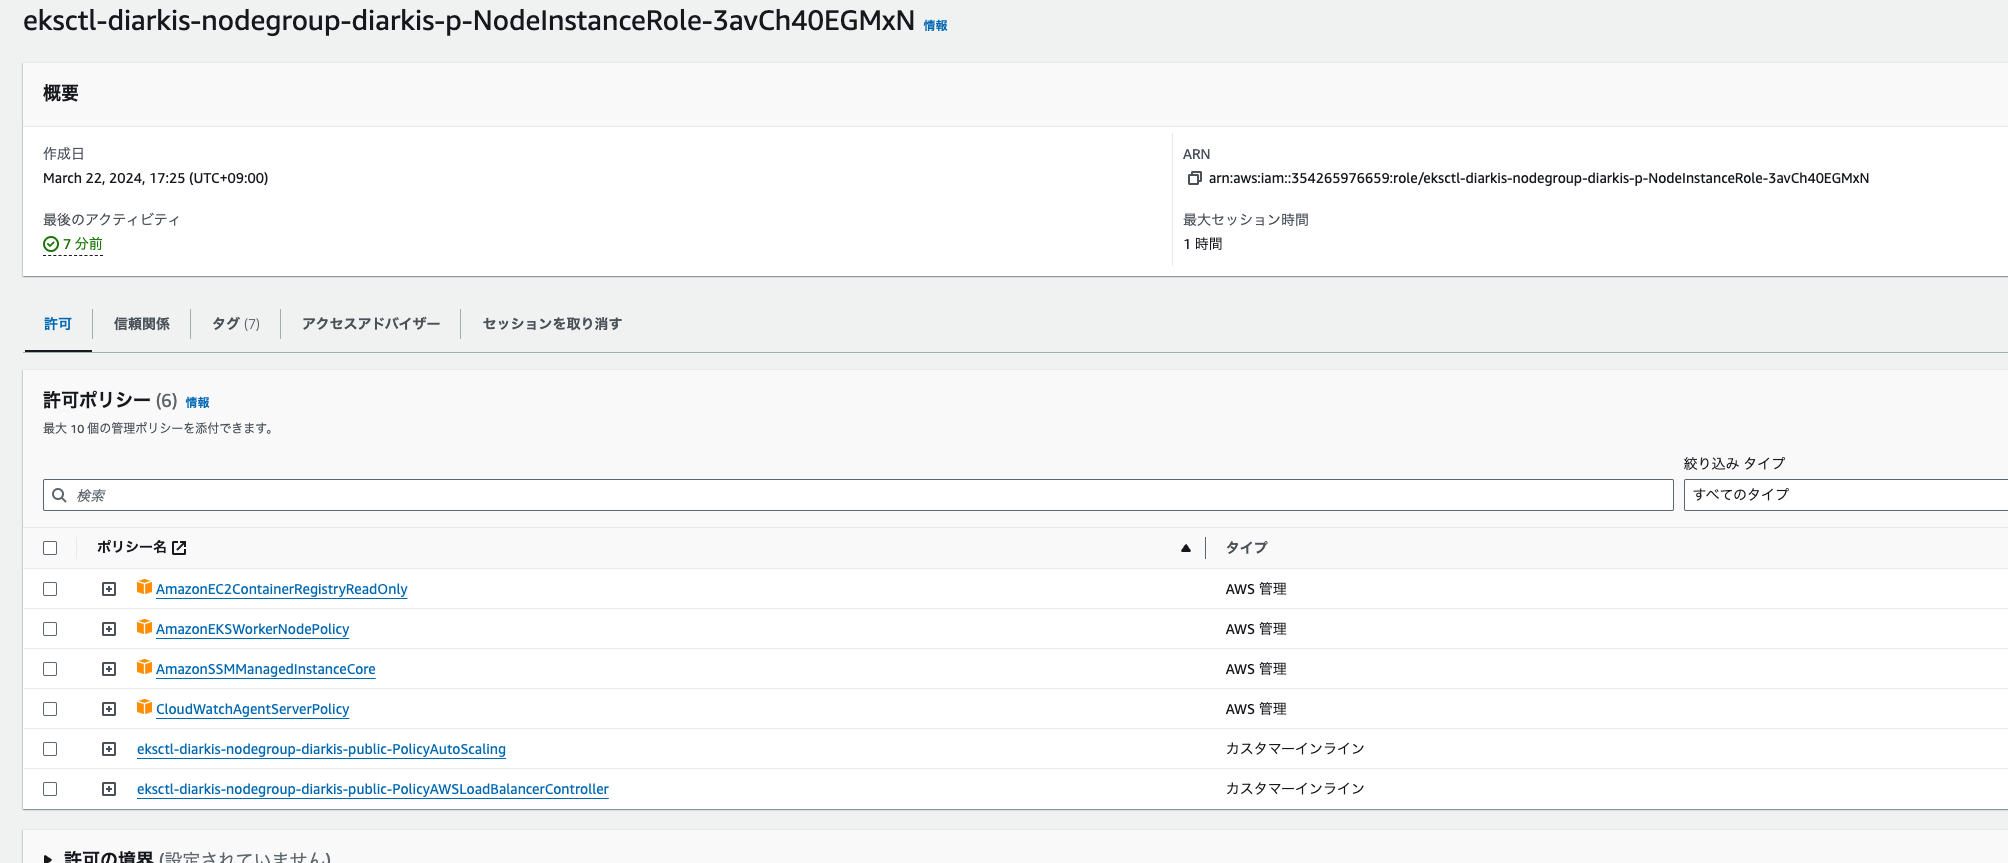 eksctl-diarkis-nodegroup-diarkis-p-NodeInstanceRole-3avCh40EGMxN 情報
概要
作成日
March 22, 2024, 17:25 (UTC+09:00)
最後のアクティビティ
7 分前
ARN
arn:aws:iam::354265976659:role/eksctl-diarkis-nodegroup-diarkis-p-NodeInstanceRole-3avCh40EGMxN
最大セッション時間
1 時間
許可 信頼関係 タグ (7) アクセスアドバイザー セッションを取り消す
許可ポリシー (6) 情報
最大 10 個の管理ポリシーを添付できます。
絞り込み タイプ
検索 すべてのタイプ
ポリシー名 タイプ
AmazonEC2ContainerRegistryReadOnly AWS 管理
AmazonEKSWorkerNodePolicy AWS 管理
AmazonSSMManagedInstanceCore AWS 管理
CloudWatchAgentServerPolicy AWS 管理
eksctl-diarkis-nodegroup-diarkis-public-PolicyAutoScaling カスタマーインライン
eksctl-diarkis-nodegroup-diarkis-public-PolicyAWSLoadBalancerController カスタマーインライン
許可の境界 (設定されていません)